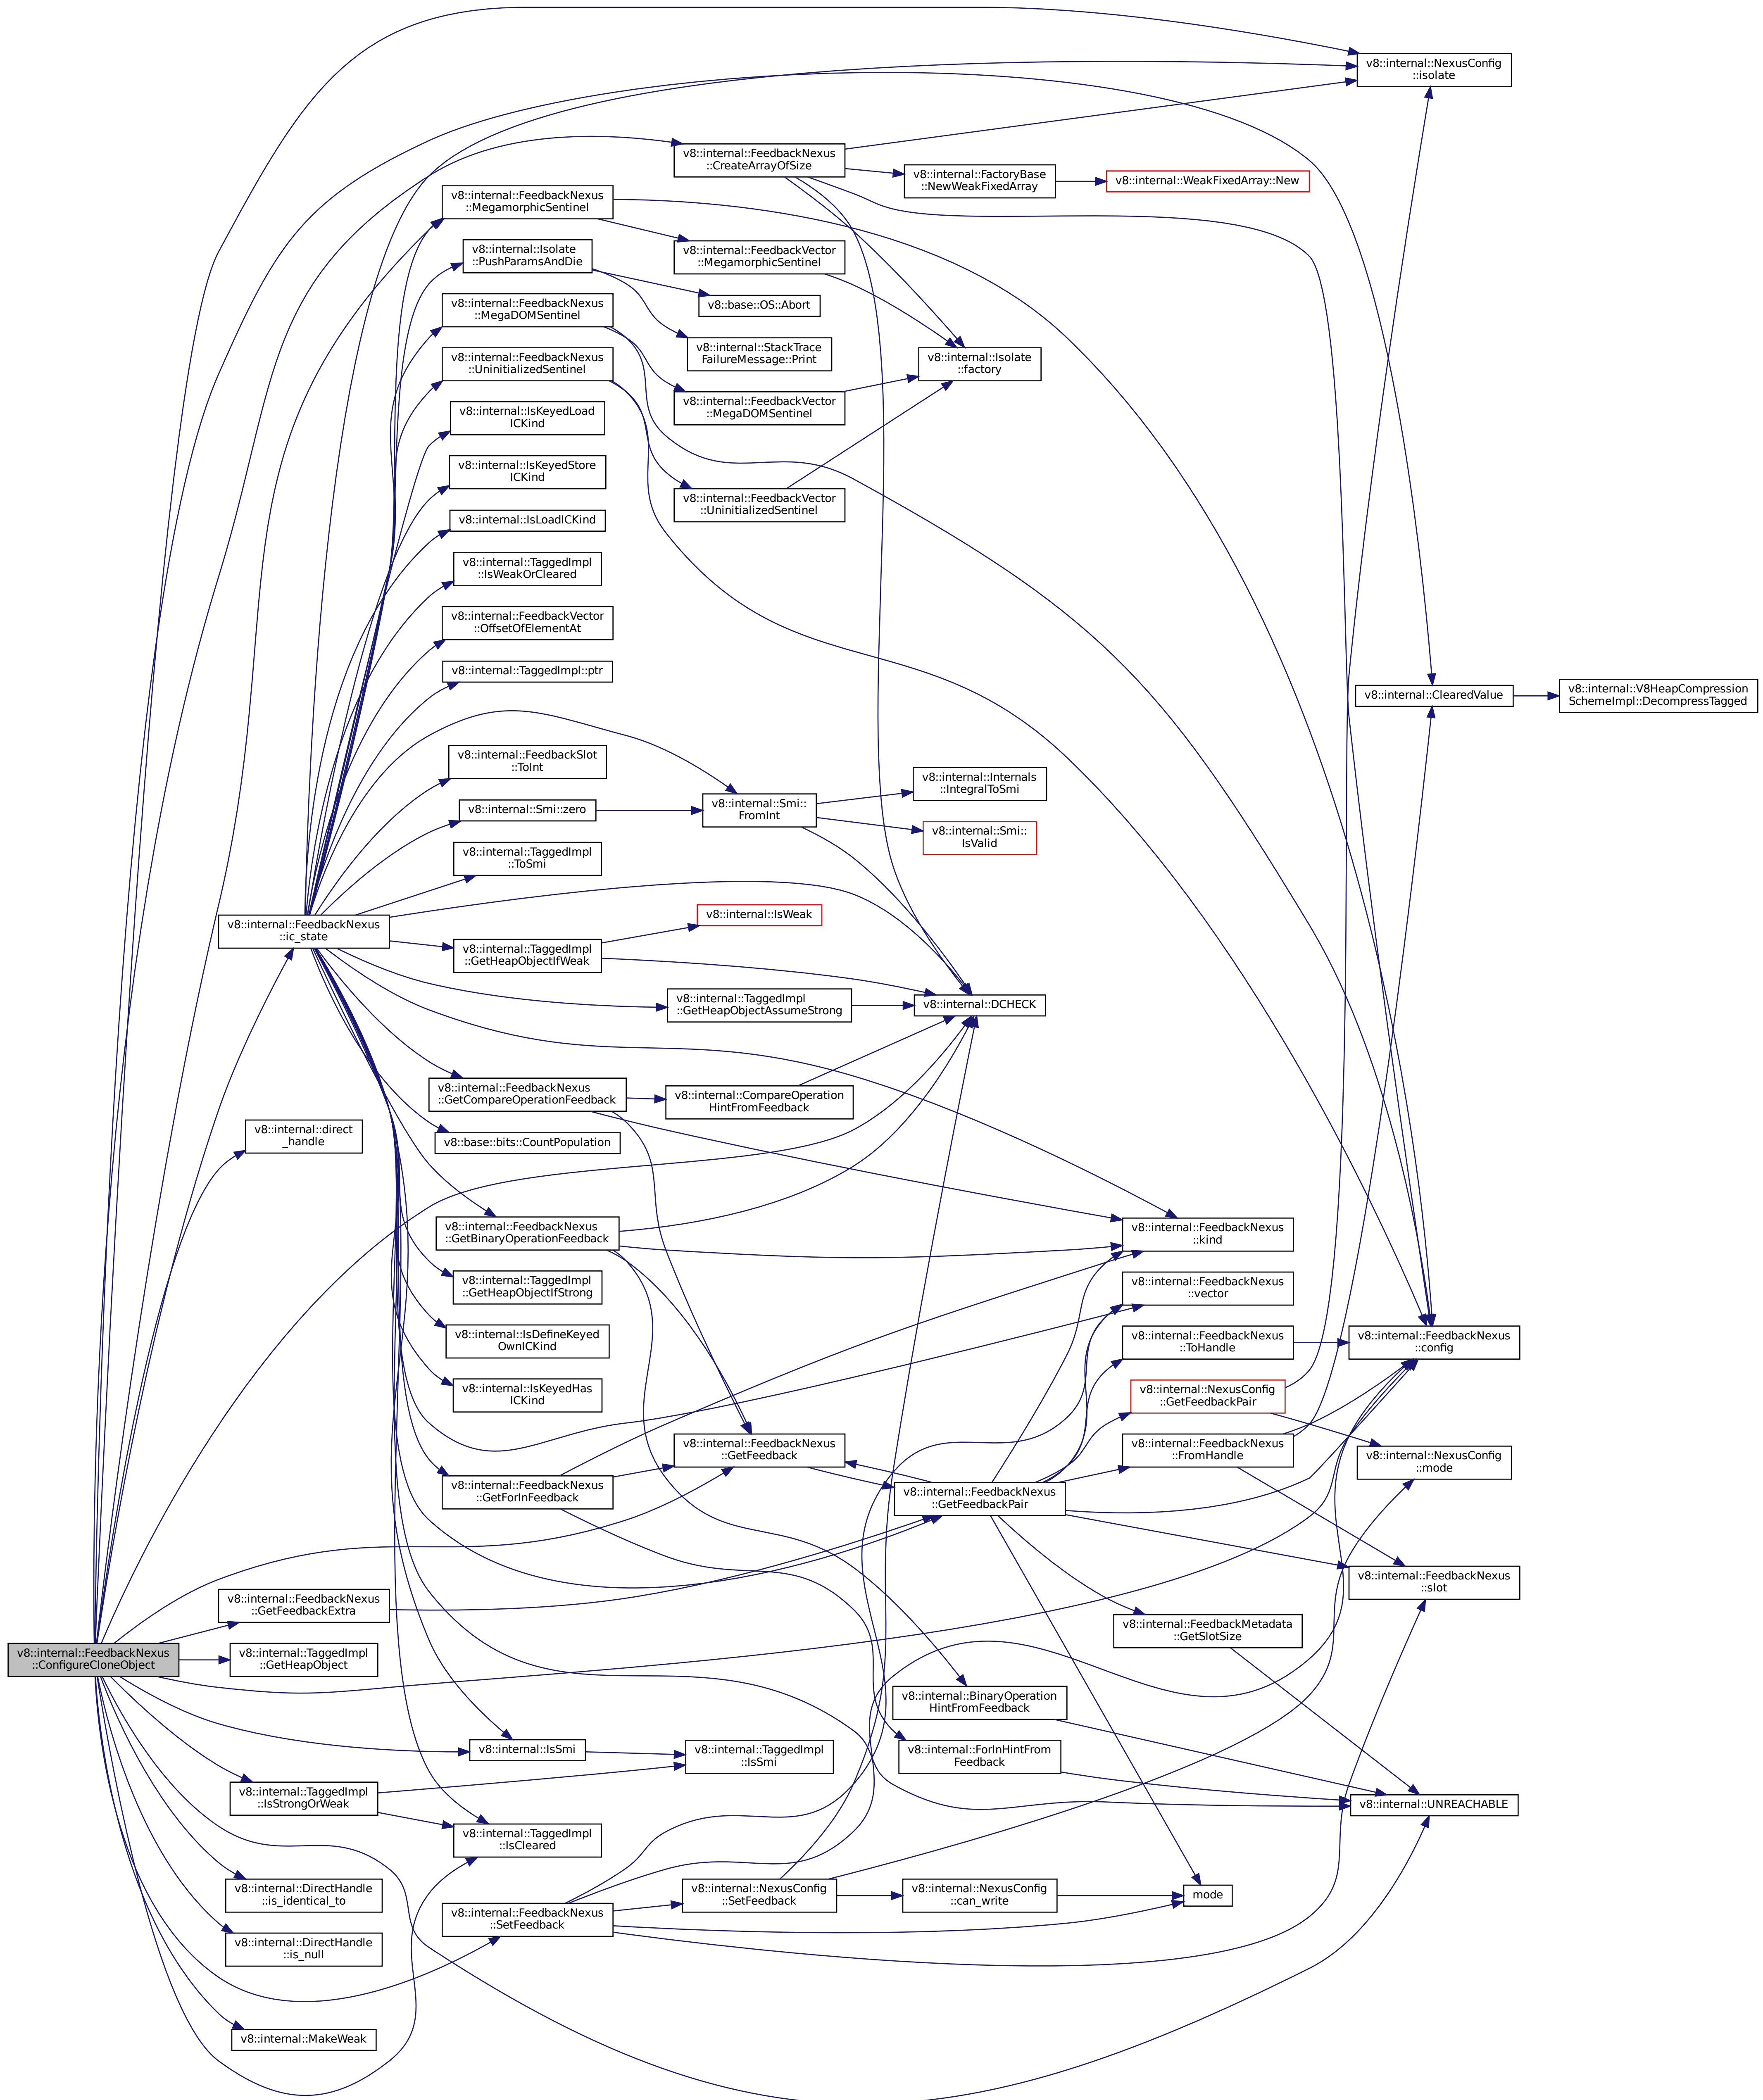 v8::internal::FeedbackNexus
::ConfigureCloneObject
v8::internal::FeedbackNexus
::ic_state
v8::internal::direct
_handle
v8::internal::FeedbackNexus
::GetFeedbackExtra
v8::internal::TaggedImpl
::GetHeapObject
v8::internal::TaggedImpl
::IsStrongOrWeak
v8::internal::DirectHandle
::is_identical_to
v8::internal::DirectHandle
::is_null
v8::internal::MakeWeak
v8::internal::FeedbackNexus
::MegamorphicSentinel
v8::internal::Isolate
::PushParamsAndDie
v8::internal::FeedbackNexus
::MegaDOMSentinel
v8::internal::FeedbackNexus
::UninitializedSentinel
v8::internal::IsKeyedLoad
ICKind
v8::internal::IsKeyedStore
ICKind
v8::internal::IsLoadICKind
v8::internal::TaggedImpl
::IsWeakOrCleared
v8::internal::FeedbackVector
::OffsetOfElementAt
v8::internal::TaggedImpl::ptr
v8::internal::FeedbackSlot
::ToInt
v8::internal::Smi::zero
v8::internal::TaggedImpl
::ToSmi
v8::internal::TaggedImpl
::GetHeapObjectIfWeak
v8::internal::FeedbackNexus
::GetCompareOperationFeedback
v8::base::bits::CountPopulation
v8::internal::FeedbackNexus
::GetBinaryOperationFeedback
v8::internal::TaggedImpl
::GetHeapObjectIfStrong
v8::internal::IsDefineKeyed
OwnICKind
v8::internal::IsKeyedHas
ICKind
v8::internal::FeedbackNexus
::GetForInFeedback
v8::internal::IsSmi
v8::internal::TaggedImpl
::IsCleared
v8::internal::FeedbackNexus
::SetFeedback
v8::internal::FeedbackNexus
::CreateArrayOfSize
v8::internal::FeedbackVector
::MegamorphicSentinel
v8::base::OS::Abort
v8::internal::StackTrace
FailureMessage::Print
v8::internal::FeedbackVector
::MegaDOMSentinel
v8::internal::FeedbackVector
::UninitializedSentinel
v8::internal::Smi::
FromInt
v8::internal::IsWeak
v8::internal::TaggedImpl
::GetHeapObjectAssumeStrong
v8::internal::CompareOperation
HintFromFeedback
v8::internal::FeedbackNexus
::GetFeedback
v8::internal::TaggedImpl
::IsSmi
v8::internal::NexusConfig
::SetFeedback
v8::internal::FactoryBase
::NewWeakFixedArray
v8::internal::Isolate
::factory
v8::internal::Internals
::IntegralToSmi
v8::internal::Smi::
IsValid
v8::internal::DCHECK
v8::internal::FeedbackNexus
::GetFeedbackPair
v8::internal::BinaryOperation
HintFromFeedback
v8::internal::ForInHintFrom
Feedback
v8::internal::NexusConfig
::can_write
v8::internal::WeakFixedArray::New
v8::internal::FeedbackNexus
::kind
v8::internal::FeedbackNexus
::vector
v8::internal::FeedbackNexus
::ToHandle
v8::internal::NexusConfig
::GetFeedbackPair
v8::internal::FeedbackNexus
::FromHandle
v8::internal::FeedbackMetadata
::GetSlotSize
mode
v8::internal::NexusConfig
::isolate
v8::internal::ClearedValue
v8::internal::FeedbackNexus
::config
v8::internal::NexusConfig
::mode
v8::internal::FeedbackNexus
::slot
v8::internal::UNREACHABLE
v8::internal::V8HeapCompression
SchemeImpl::DecompressTagged